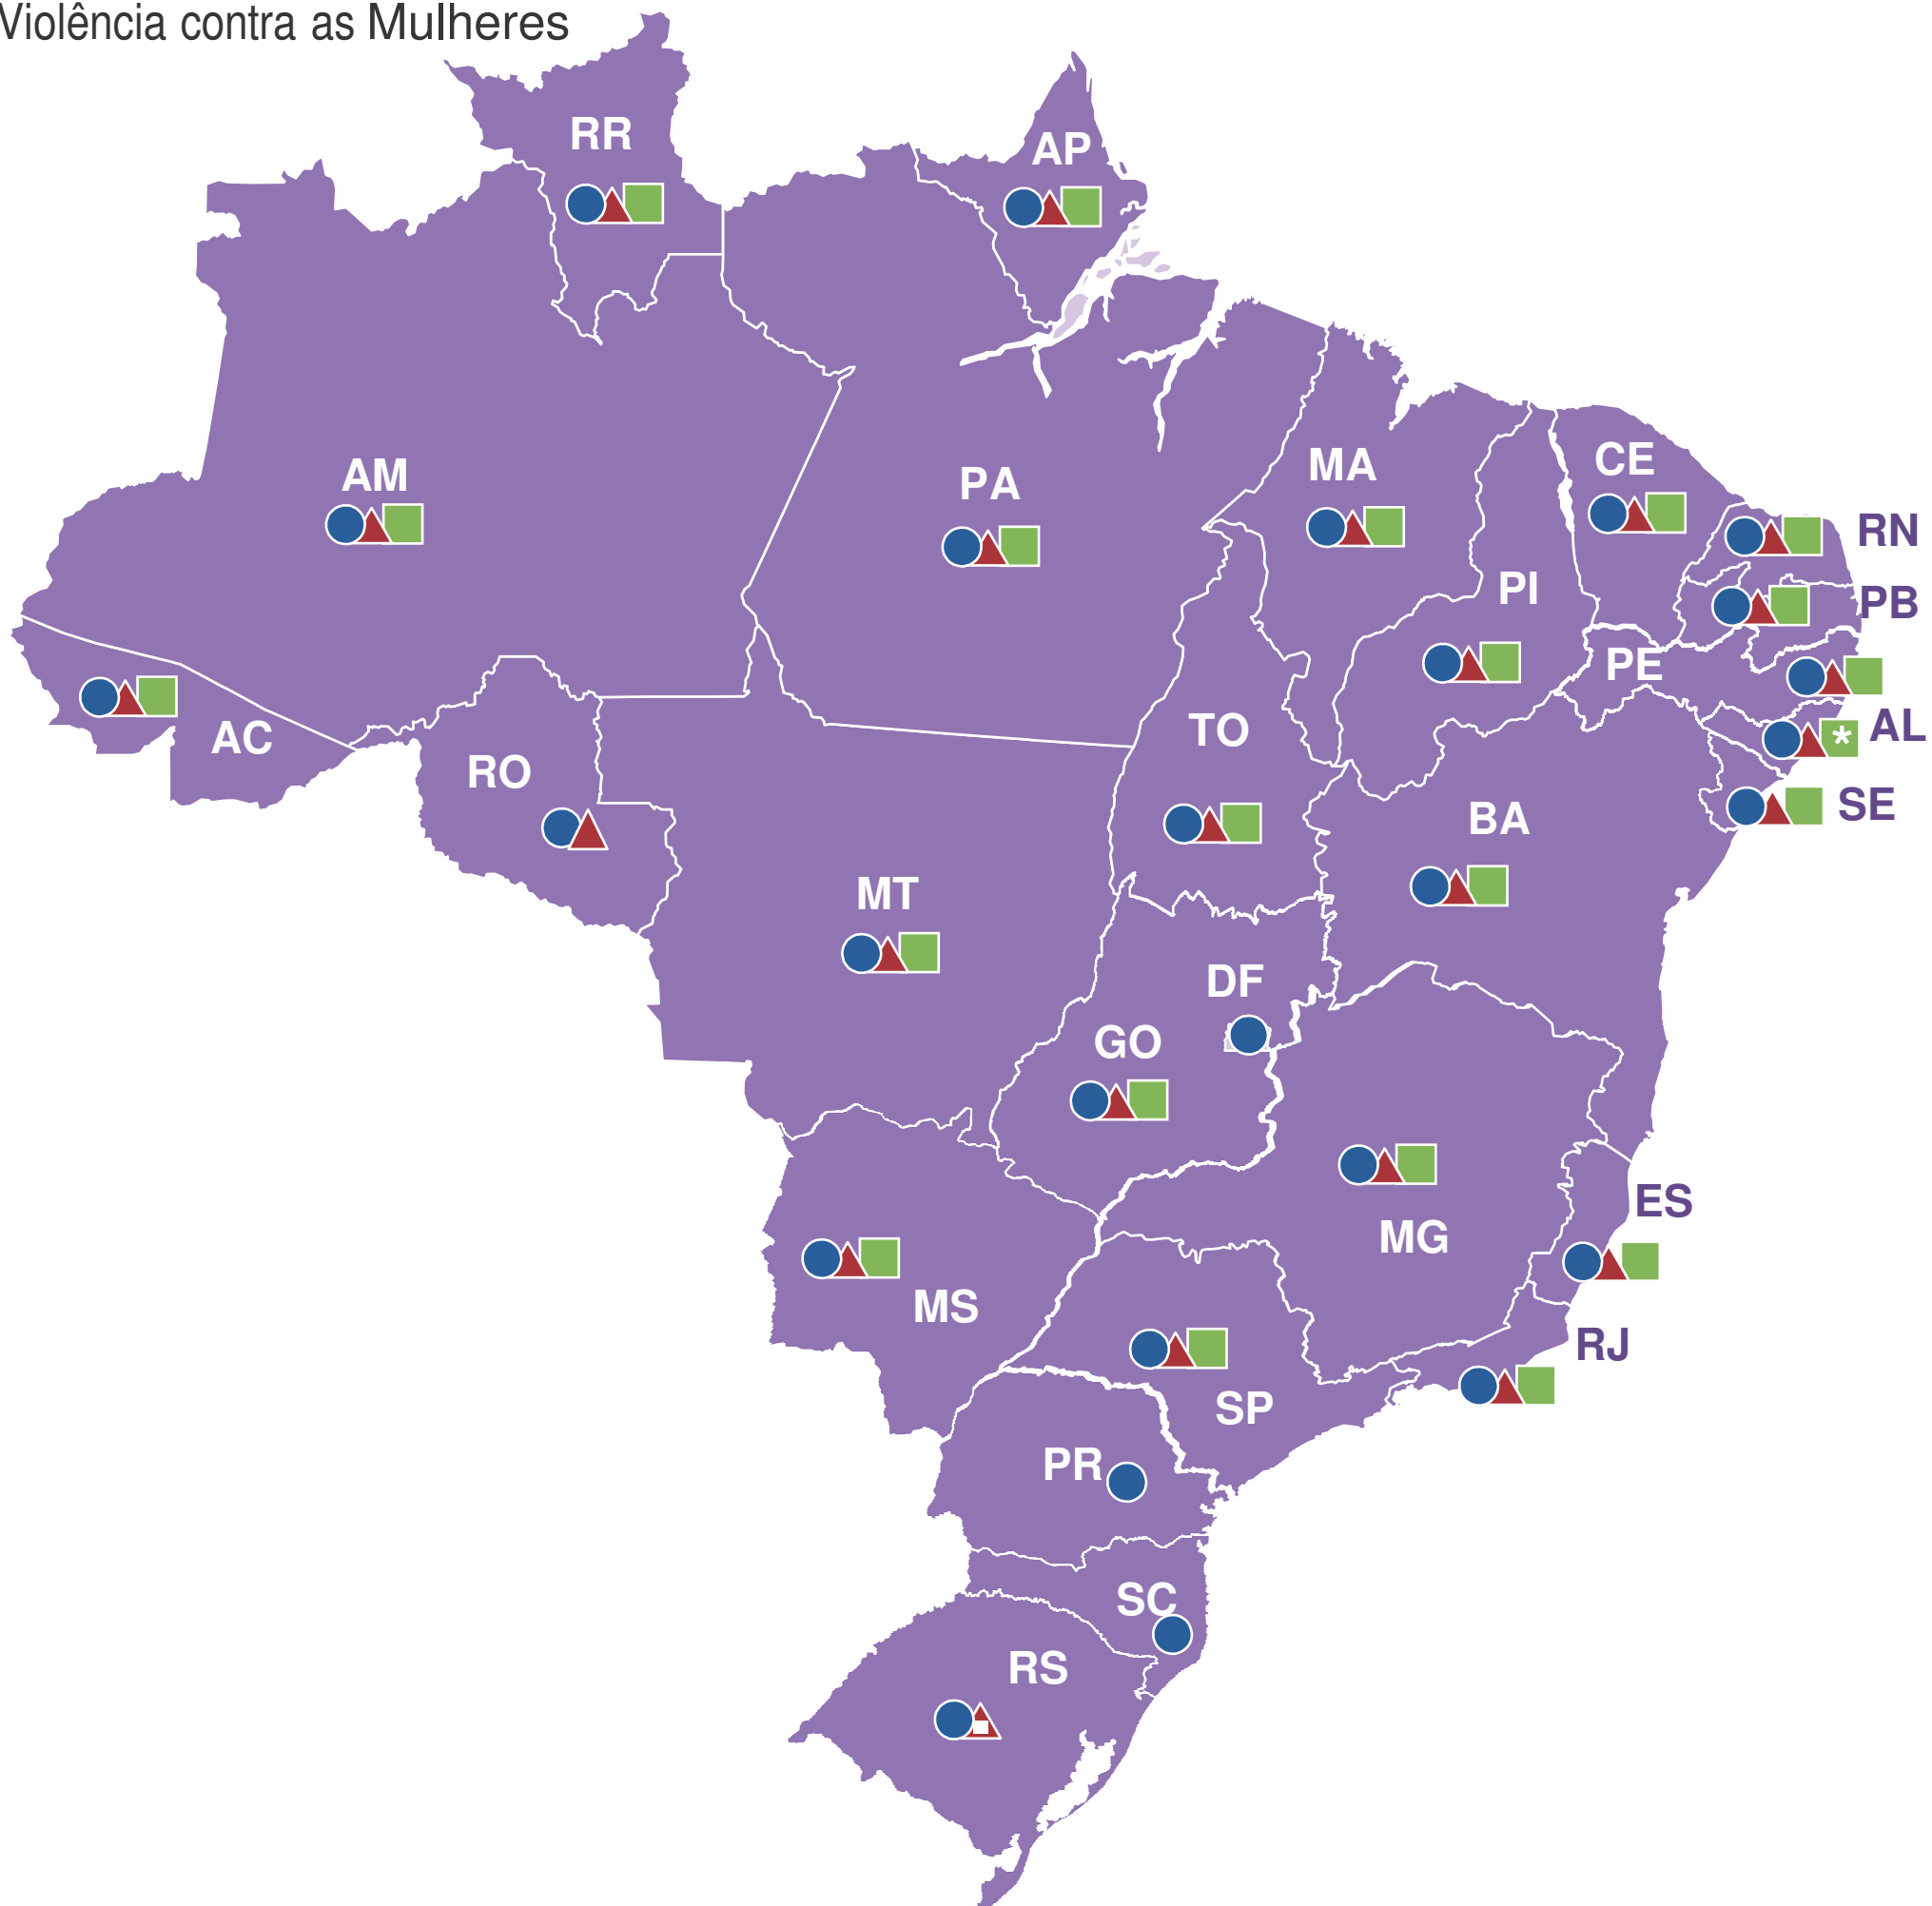 Violência contra as Mulheres
RR
AP
AM
PA
MA
CE
RN
PI
PB
PE
AC
TO
AL
*
RO
BA
SE
MT
DF
GO
ES
MG
MS
RJ
SP
PR
SC
RS